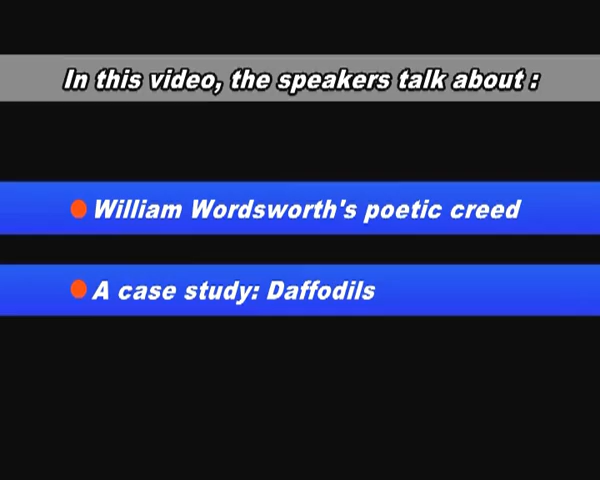 In this video, the speakers talk about :
William Wordsworth's poetic creed
A case study: Daffodils